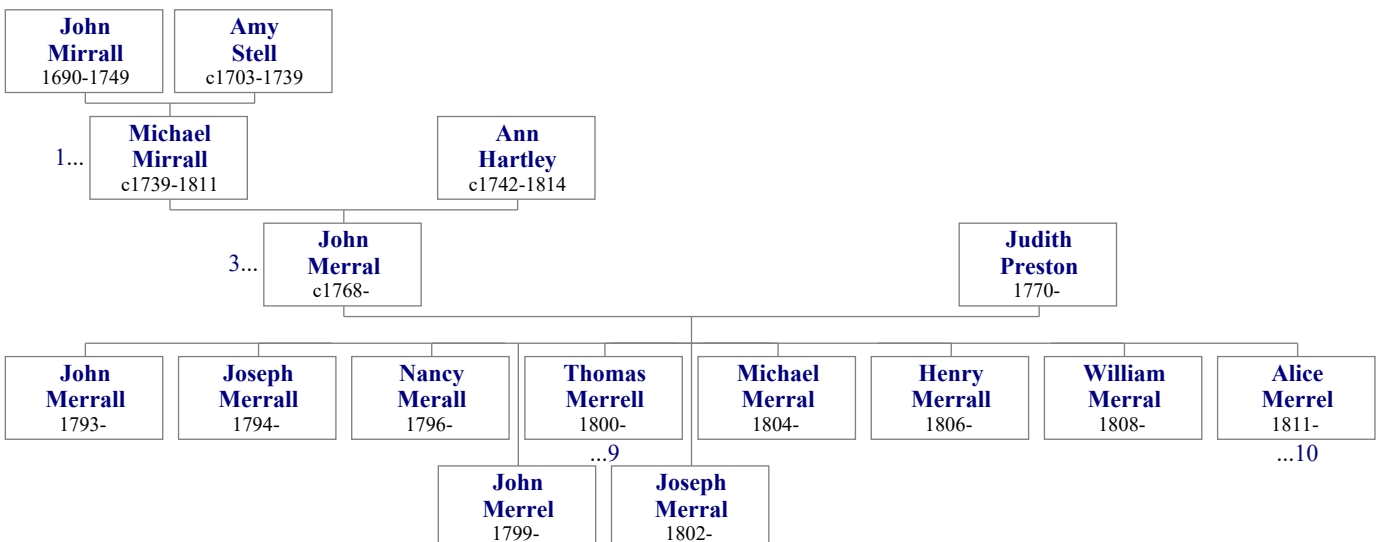 John
Mirrall
1690-1749
Amy
Stell
c1703-1739
1...
Michael
Mirrall
c1739-1811
Ann
Hartley
c1742-1814
3...
John
Merral
c1768-
Judith
Preston
1770-
John
Merrall
1793-
Joseph
Merrall
1794-
Nancy
Merall
1796-
Thomas
Merrell
1800-
...9
Michael
Merral
1804-
Henry
Merrall
1806-
William
Merral
1808-
Alice
Merrel
1811-
...10
John
Merrel
1799-
Joseph
Merral
1802-